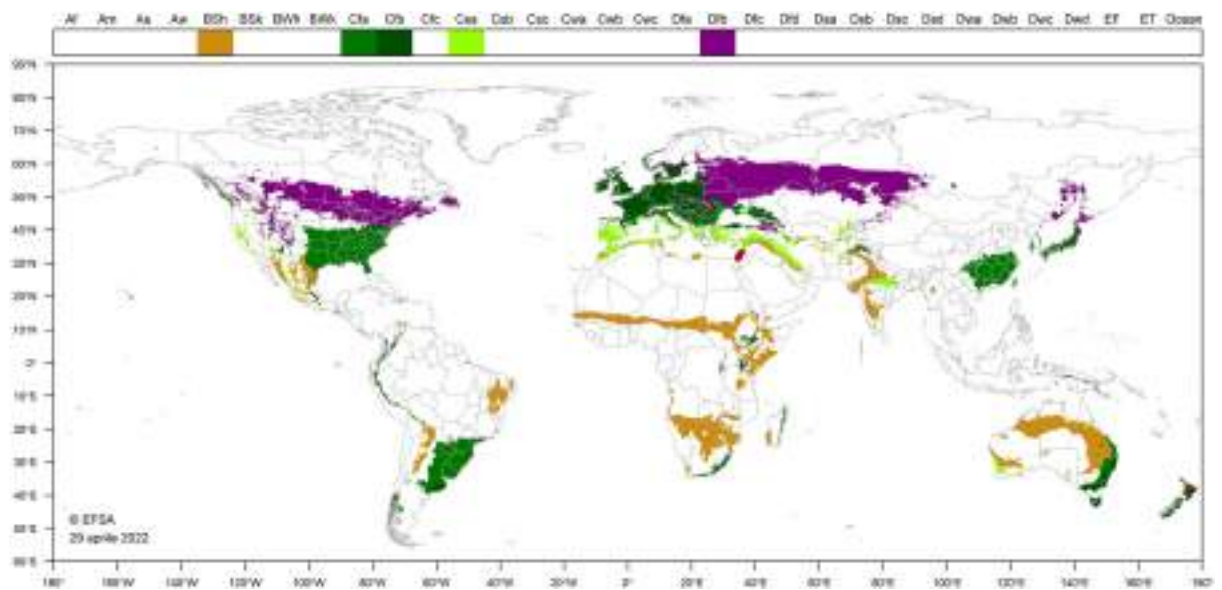 Af Am As Aw BSh BSk BWh BWk Cfa Cfb Cfc Csa Csb Csc Cwa Cwb Cwc Dfa Dfb Dfc Dfd Dsa Dsb Dsc Dsd Dwa Dwb Dwc Dwd EF ET Ocean
90°N
80°N
70°N
60°N
50°N
40°N
30°N
20°N
10°N
0°
10°S
20°S
30°S
40°S
50°S
60°S
© EFSA
29 aprile 2022
180° 160°W 140°W 120°W 100°W 80°W 60°W 40°W 20°W 0° 20°E 40°E 60°E 80°E 100°E 120°E 140°E 160°E 180°